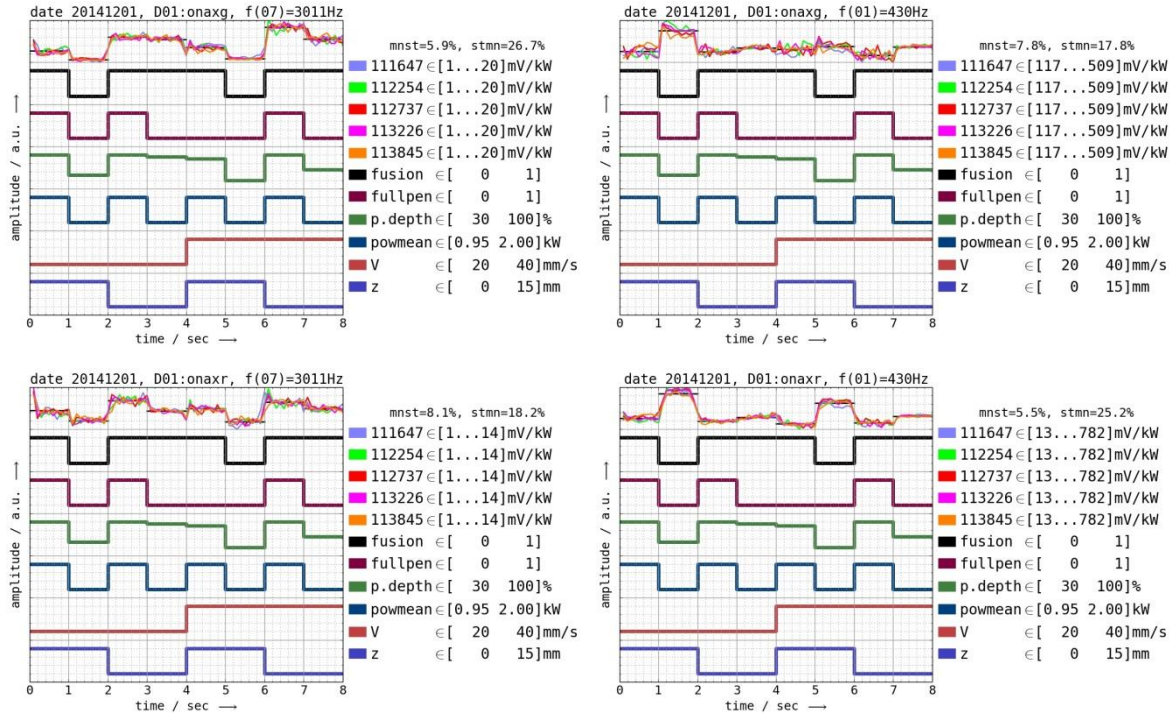 date 20141201, D01:onaxg, f(07)=3011Hz
mnst=5.9%, stmn=26.7%
111647∈[1...20]mV/kW
112254∈[1...20]mV/kW
112737∈[1...20]mV/kW
113226∈[1...20]mV/kW
113845∈[1...20]mV/kW
fusion ∈[ 0 1]
fullpen ∈[ 0 1]
p.depth ∈[ 30 100]%
powmean∈[0.95 2.00]kW
V ∈[ 20 40]mm/s
z ∈[ 0 15]mm
amplitude / a.u. →
0 1 2 3 4 5 6 7 8
time / sec →
date 20141201, D01:onaxg, f(01)=430Hz
mnst=7.8%, stmn=17.8%
111647∈[117...509]mV/kW
112254∈[117...509]mV/kW
112737∈[117...509]mV/kW
113226∈[117...509]mV/kW
113845∈[117...509]mV/kW
fusion ∈[ 0 1]
fullpen ∈[ 0 1]
p.depth ∈[ 30 100]%
powmean∈[0.95 2.00]kW
V ∈[ 20 40]mm/s
z ∈[ 0 15]mm
amplitude / a.u. →
0 1 2 3 4 5 6 7 8
time / sec →
date 20141201, D01:onaxr, f(07)=3011Hz
mnst=8.1%, stmn=18.2%
111647∈[1...14]mV/kW
112254∈[1...14]mV/kW
112737∈[1...14]mV/kW
113226∈[1...14]mV/kW
113845∈[1...14]mV/kW
fusion ∈[ 0 1]
fullpen ∈[ 0 1]
p.depth ∈[ 30 100]%
powmean∈[0.95 2.00]kW
V ∈[ 20 40]mm/s
z ∈[ 0 15]mm
amplitude / a.u. →
0 1 2 3 4 5 6 7 8
time / sec →
date 20141201, D01:onaxr, f(01)=430Hz
mnst=5.5%, stmn=25.2%
111647∈[13...782]mV/kW
112254∈[13...782]mV/kW
112737∈[13...782]mV/kW
113226∈[13...782]mV/kW
113845∈[13...782]mV/kW
fusion ∈[ 0 1]
fullpen ∈[ 0 1]
p.depth ∈[ 30 100]%
powmean∈[0.95 2.00]kW
V ∈[ 20 40]mm/s
z ∈[ 0 15]mm
amplitude / a.u. →
0 1 2 3 4 5 6 7 8
time / sec →